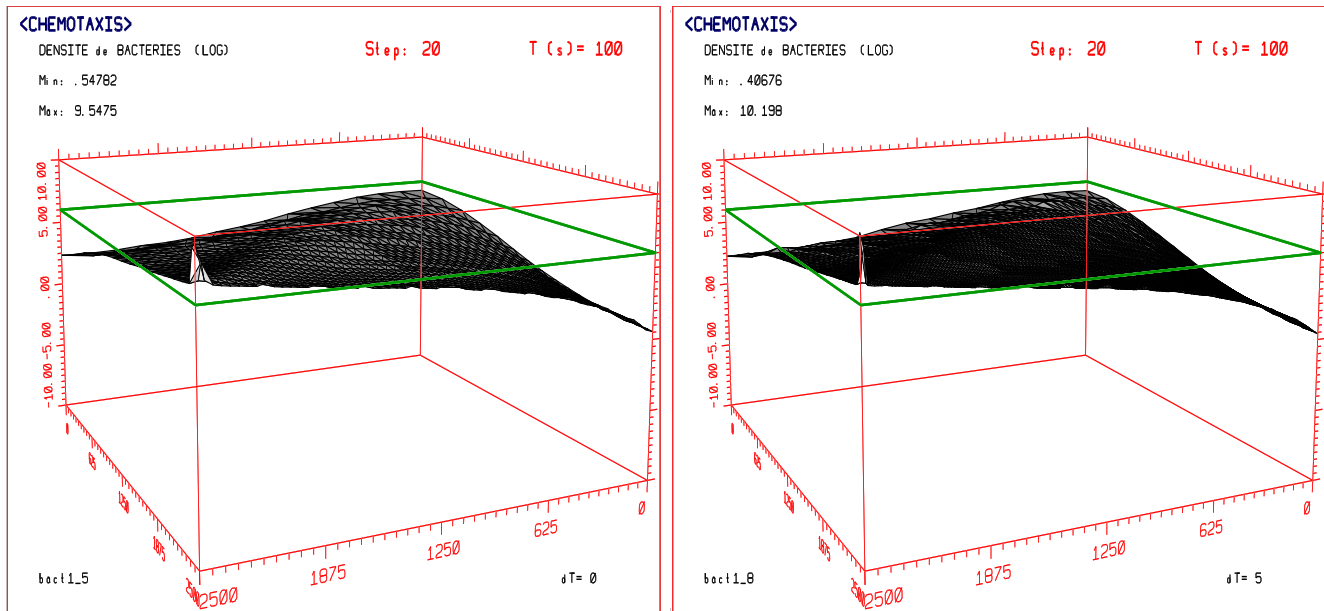 <CHEMOTAXIS>
DENSITE de BACTERIES (LOG)
Step: 20
T (s)= 100
Min: .54782
Max: 9.5475
10.00
5.00
.00
-5.00
-10.00
0
625
1250
1875
2500
2500
1875
1250
625
0
bact1_5
dT= 0
<CHEMOTAXIS>
DENSITE de BACTERIES (LOG)
Step: 20
T (s)= 100
Min: .40676
Max: 10.198
10.00
5.00
.00
-5.00
-10.00
0
625
1250
1875
2500
2500
1875
1250
625
0
bact1_8
dT= 5